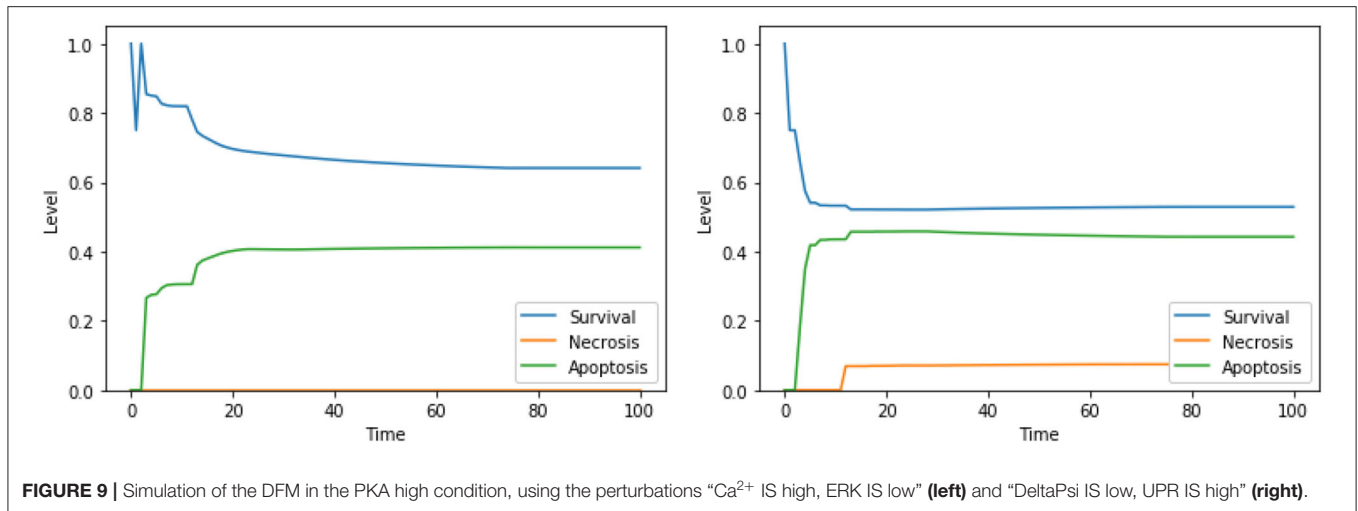 1.0
0.8
0.6
0.4
0.2
0.0
Level
0 20 40 60 80 100
Time
Survival
Necrosis
Apoptosis
1.0
0.8
0.6
0.4
0.2
0.0
Level
0 20 40 60 80 100
Time
Survival
Necrosis
Apoptosis
FIGURE 9 | Simulation of the DFM in the PKA high condition, using the perturbations “Ca²⁺ IS high, ERK IS low” (left) and “DeltaPsi IS low, UPR IS high” (right).